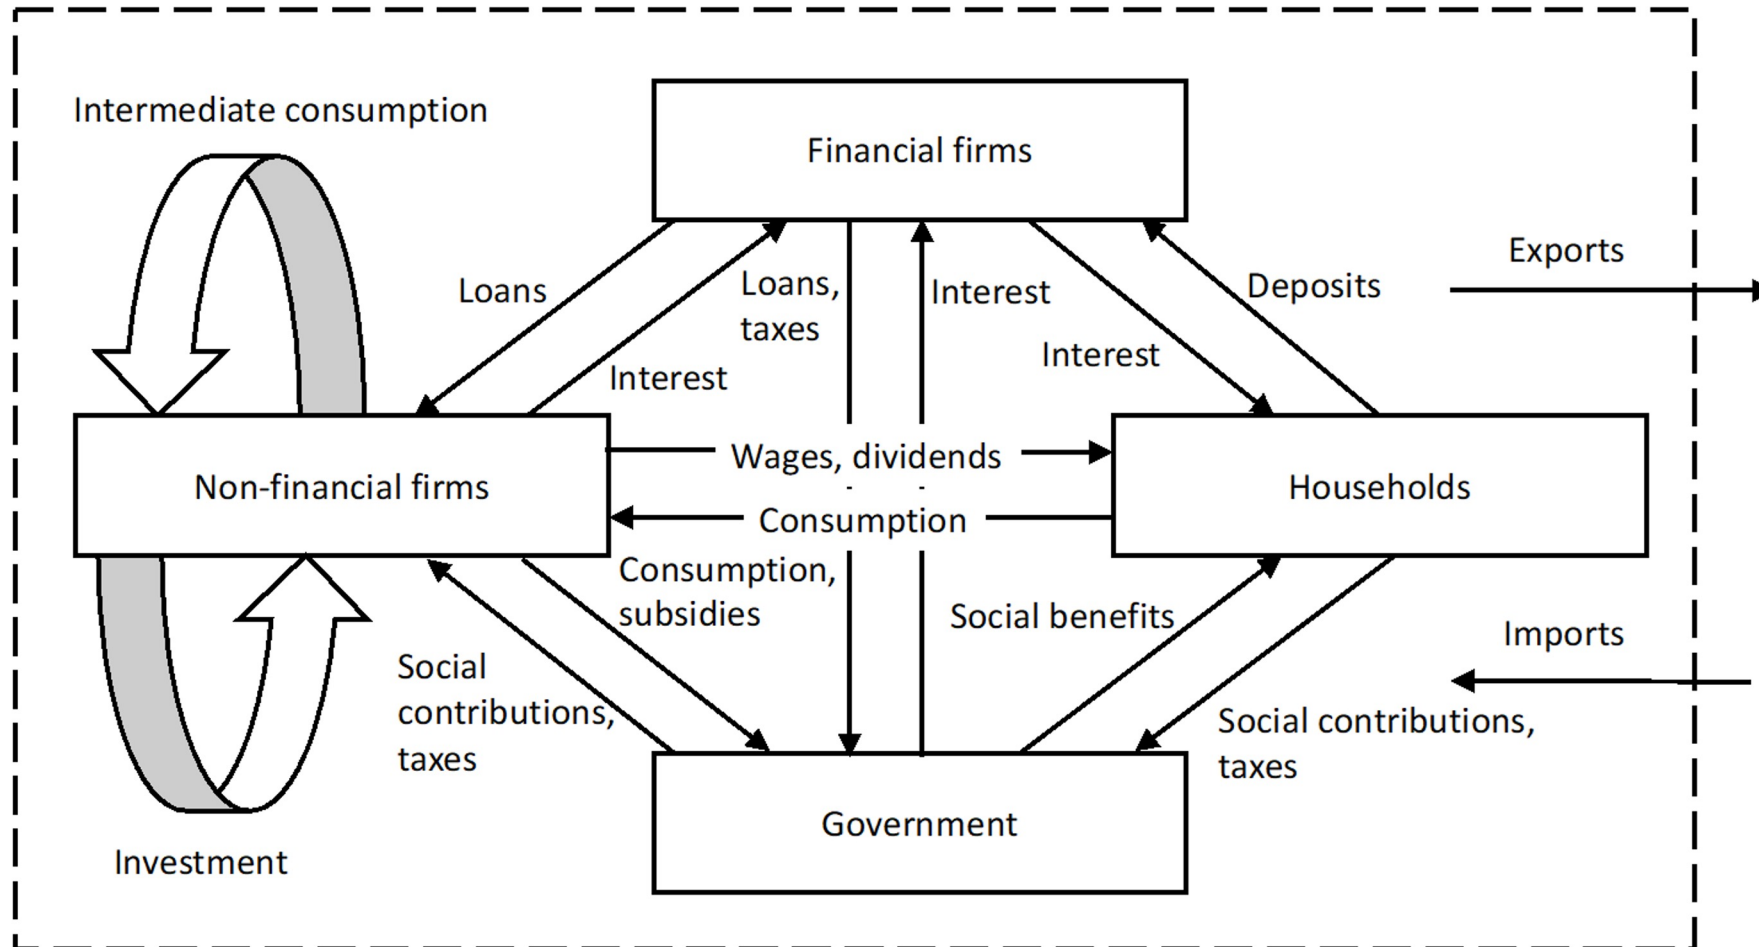 Intermediate consumption
Financial firms
Exports
Loans
Loans,
taxes
Interest
Deposits
Interest
Interest
Wages, dividends
Non-financial firms
Households
Consumption
Consumption,
subsidies
Social benefits
Imports
Social
contributions,
taxes
Social contributions,
taxes
Government
Investment